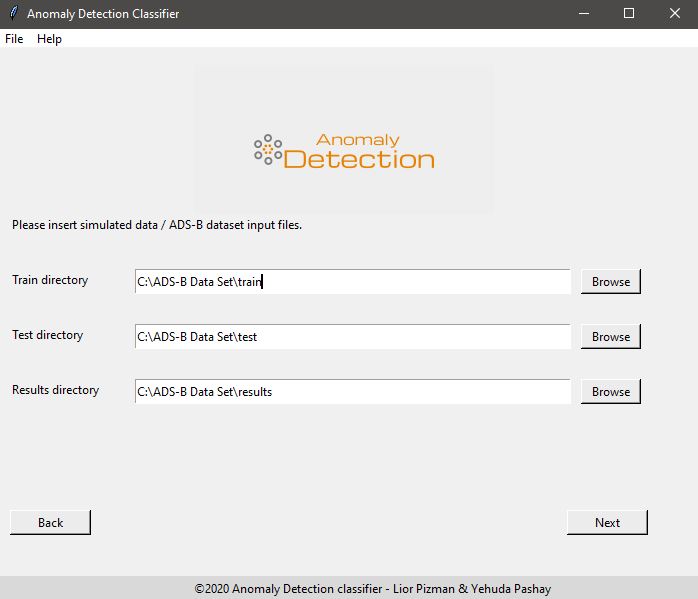 Anomaly Detection Classifier
File Help
Anomaly
Detection
Please insert simulated data / ADS-B dataset input files.
Train directory C:\ADS-B Data Set\train Browse
Test directory C:\ADS-B Data Set\test Browse
Results directory C:\ADS-B Data Set\results Browse
Back Next
©2020 Anomaly Detection classifier - Lior Pizman & Yehuda Pashay